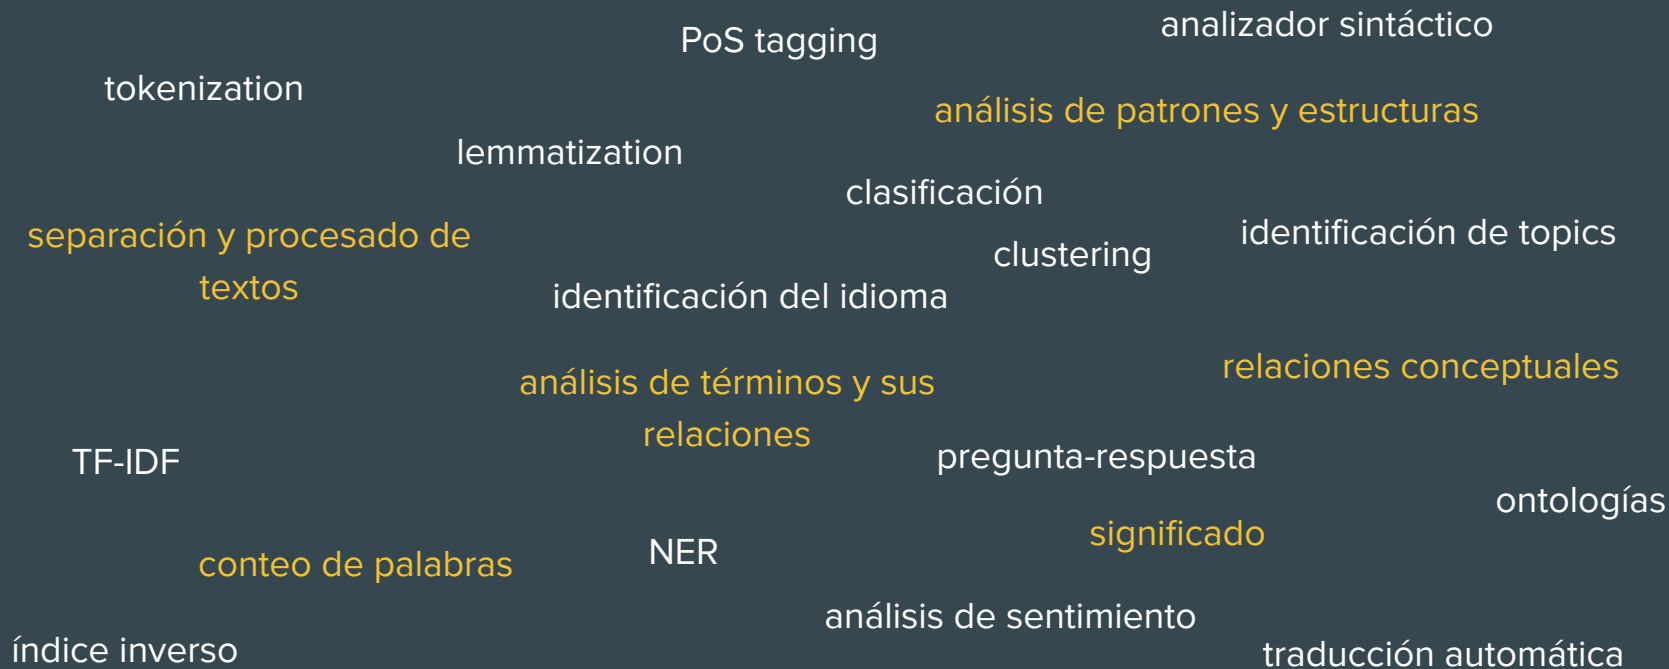 analizador sintáctico
PoS tagging
tokenization
análisis de patrones y estructuras
lemmatization
clasificación
separación y procesado de
textos
identificación de topics
clustering
identificación del idioma
relaciones conceptuales
análisis de términos y sus
relaciones
TF-IDF
pregunta-respuesta
ontologías
significado
NER
conteo de palabras
análisis de sentimiento
índice inverso
traducción automática